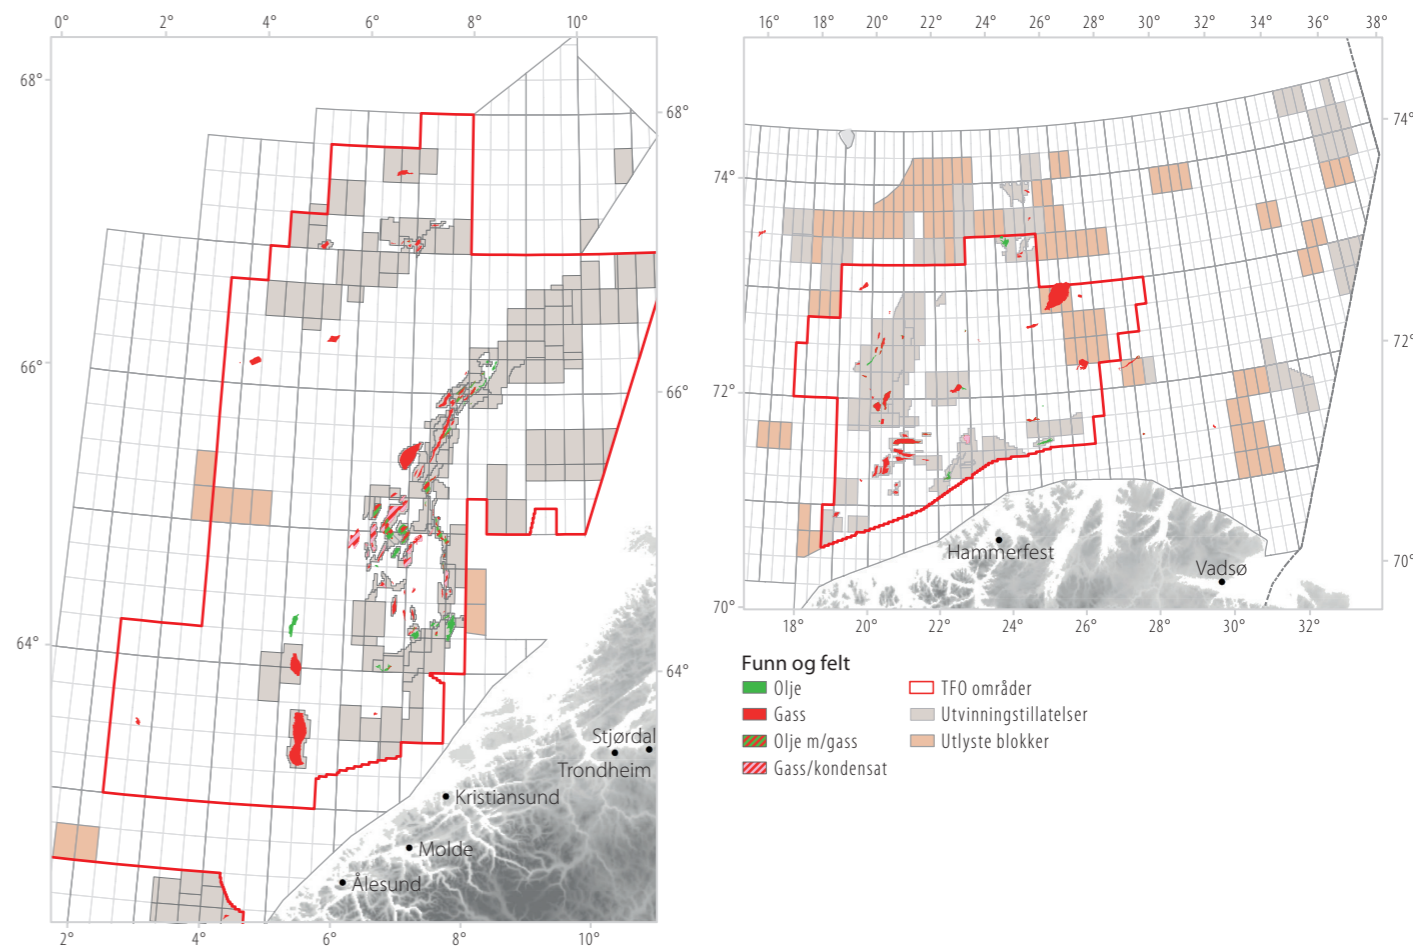 0° 2° 4° 6° 8° 10°
68°
66°
64°
68°
66°
64°
Stjørdal
Trondheim
Kristiansund
Molde
Ålesund
2° 4° 6° 8° 10°
16° 18° 20° 22° 24° 26° 28° 30° 32° 34° 36° 38°
74°
72°
70°
74°
72°
70°
Hammerfest
Vadsø
18° 20° 22° 24° 26° 28° 30° 32°
Funn og felt
Olje
Gass
Olje m/gass
Gass/kondensat
TFO områder
Utvinningstillatelser
Utlyste blokker